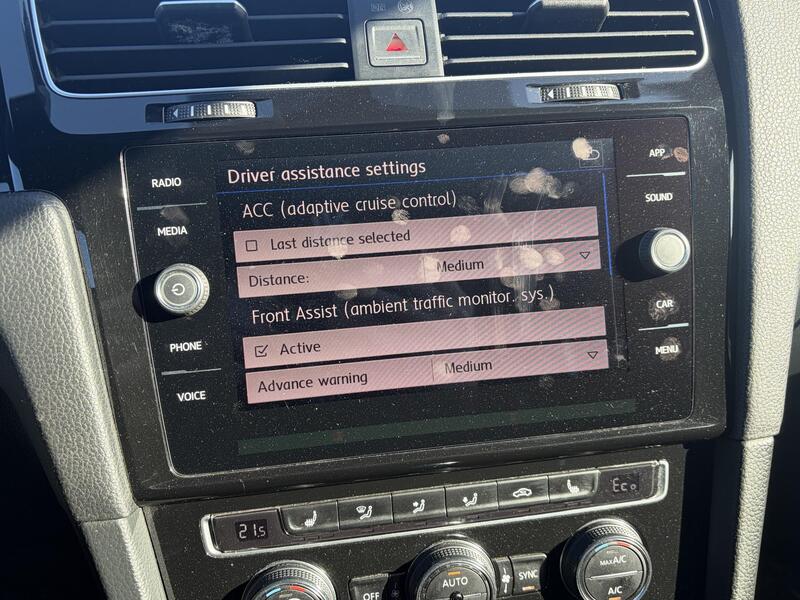 RADIO
MEDIA
PHONE
VOICE
Driver assistance settings
ACC (adaptive cruise control)
Last distance selected
Distance: Medium
Front Assist (ambient traffic monitor. sys.)
Active
Advance warning Medium
APP
SOUND
CAR
MENU
21.5
Eco
OFF
AUTO
SYNC
MAX A/C
A/C